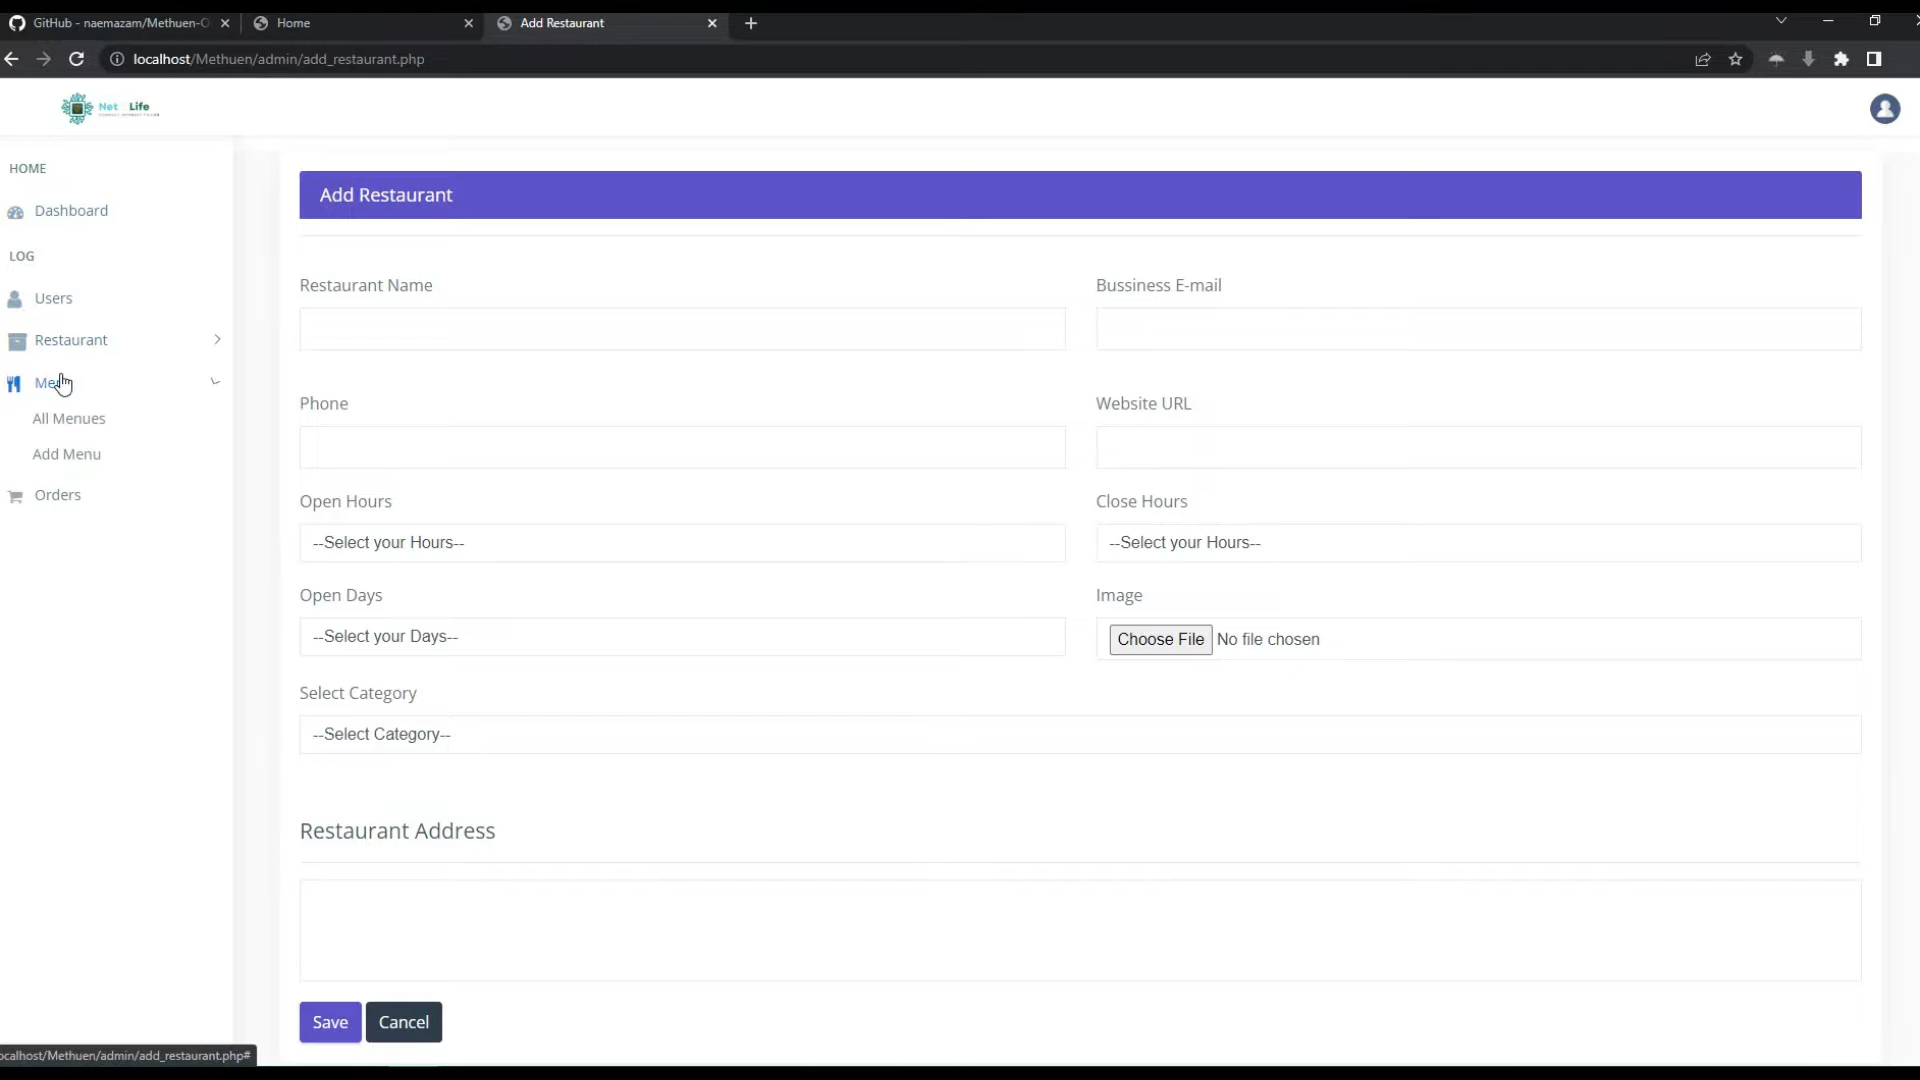 GitHub - naemazam/Methuen-O
Home
Add Restaurant
localhost/Methuen/admin/add_restaurant.php
Net Life
HOME
Dashboard
LOG
Users
Restaurant
Me
All Menues
Add Menu
Orders
Add Restaurant
Restaurant Name
Bussiness E-mail
Phone
Website URL
Open Hours
Close Hours
--Select your Hours--
--Select your Hours--
Open Days
Image
--Select your Days--
Choose File No file chosen
Select Category
--Select Category--
Restaurant Address
Save
Cancel
ocalhost/Methuen/admin/add_restaurant.php#